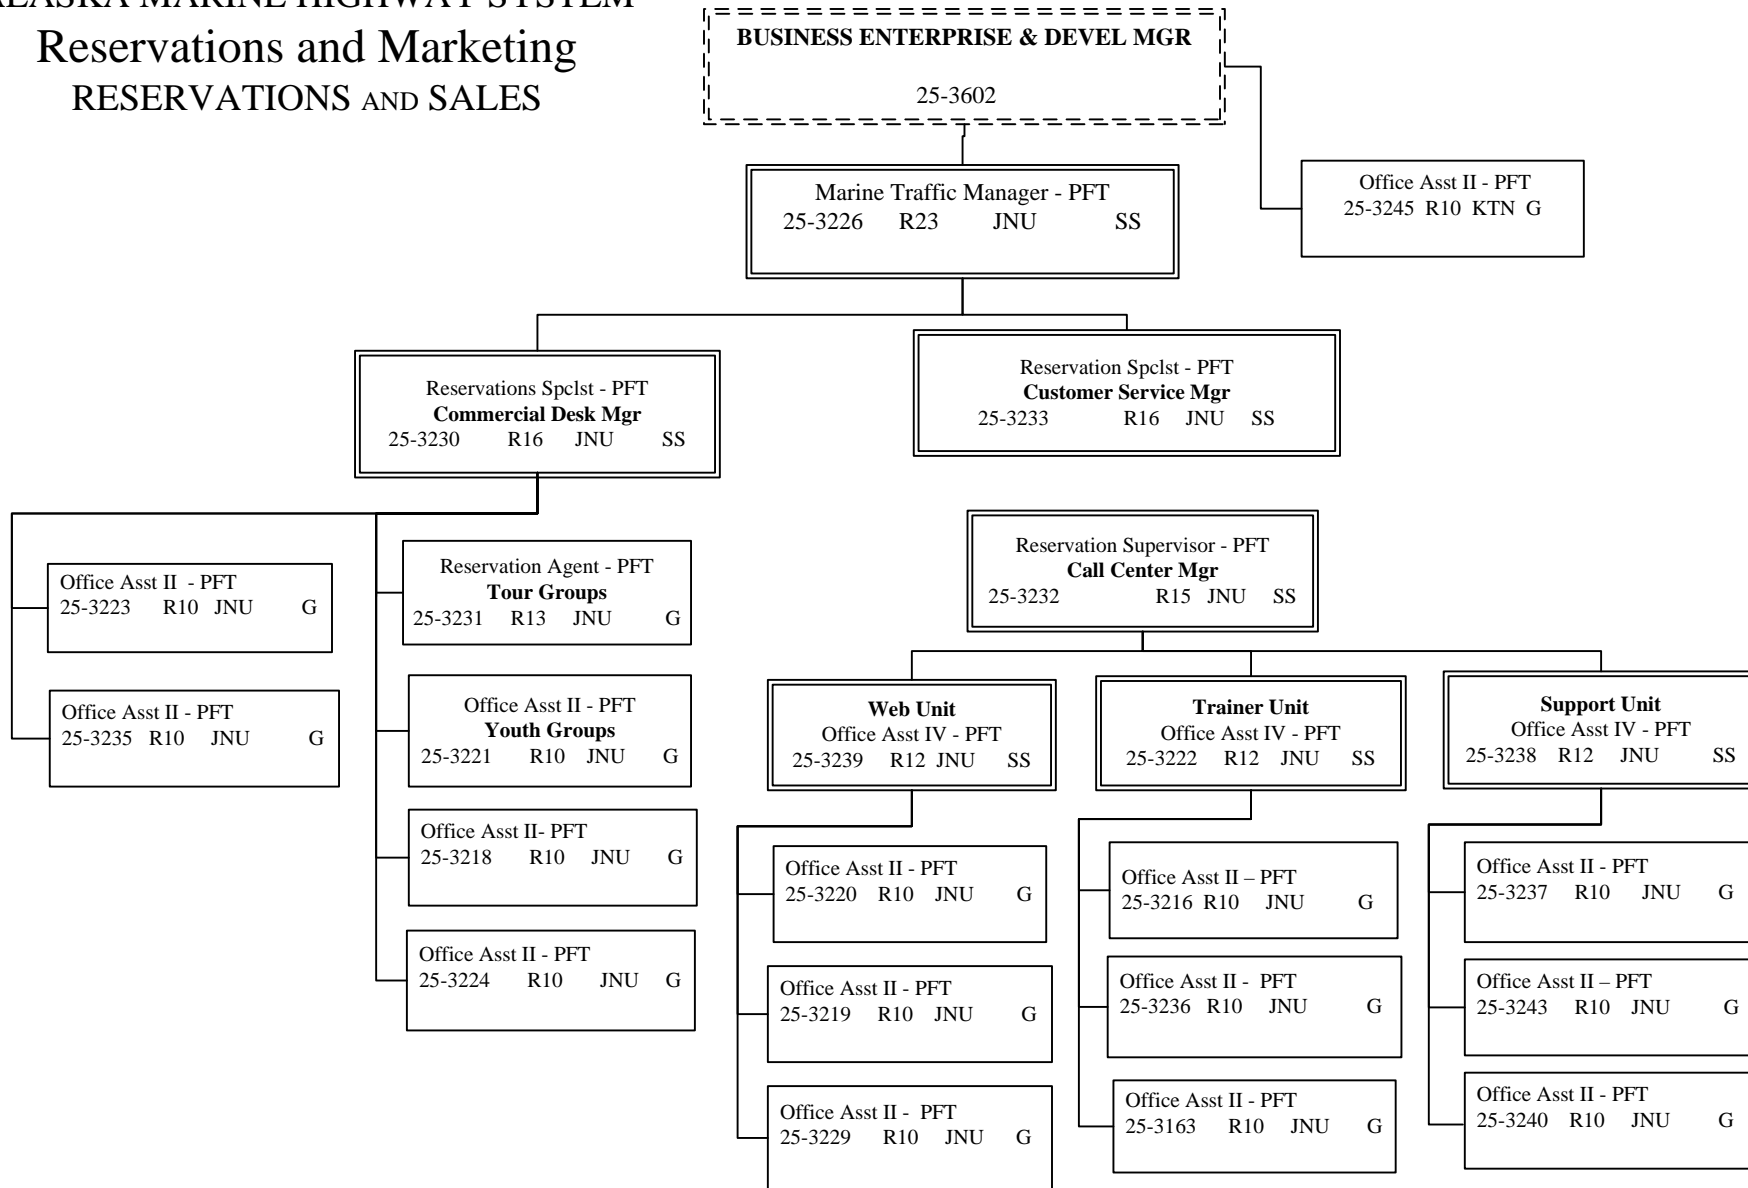 ALASKA MARINE HIGHWAY SYSTEM
Reservations and Marketing
RESERVATIONS AND SALES
BUSINESS ENTERPRISE & DEVEL MGR
25-3602
Marine Traffic Manager - PFT
25-3226 R23 JNU SS
Office Asst II - PFT
25-3245 R10 KTN G
Reservations Spclst - PFT
Commercial Desk Mgr
25-3230 R16 JNU SS
Reservation Spclst - PFT
Customer Service Mgr
25-3233 R16 JNU SS
Office Asst II - PFT
25-3223 R10 JNU G
Office Asst II - PFT
25-3235 R10 JNU G
Reservation Agent - PFT
Tour Groups
25-3231 R13 JNU G
Office Asst II - PFT
Youth Groups
25-3221 R10 JNU G
Office Asst II- PFT
25-3218 R10 JNU G
Office Asst II - PFT
25-3224 R10 JNU G
Reservation Supervisor - PFT
Call Center Mgr
25-3232 R15 JNU SS
Web Unit
Office Asst IV - PFT
25-3239 R12 JNU SS
Office Asst II - PFT
25-3220 R10 JNU G
Office Asst II - PFT
25-3219 R10 JNU G
Office Asst II - PFT
25-3229 R10 JNU G
Trainer Unit
Office Asst IV - PFT
25-3222 R12 JNU SS
Office Asst II – PFT
25-3216 R10 JNU G
Office Asst II - PFT
25-3236 R10 JNU G
Office Asst II - PFT
25-3163 R10 JNU G
Support Unit
Office Asst IV - PFT
25-3238 R12 JNU SS
Office Asst II - PFT
25-3237 R10 JNU G
Office Asst II – PFT
25-3243 R10 JNU G
Office Asst II - PFT
25-3240 R10 JNU G